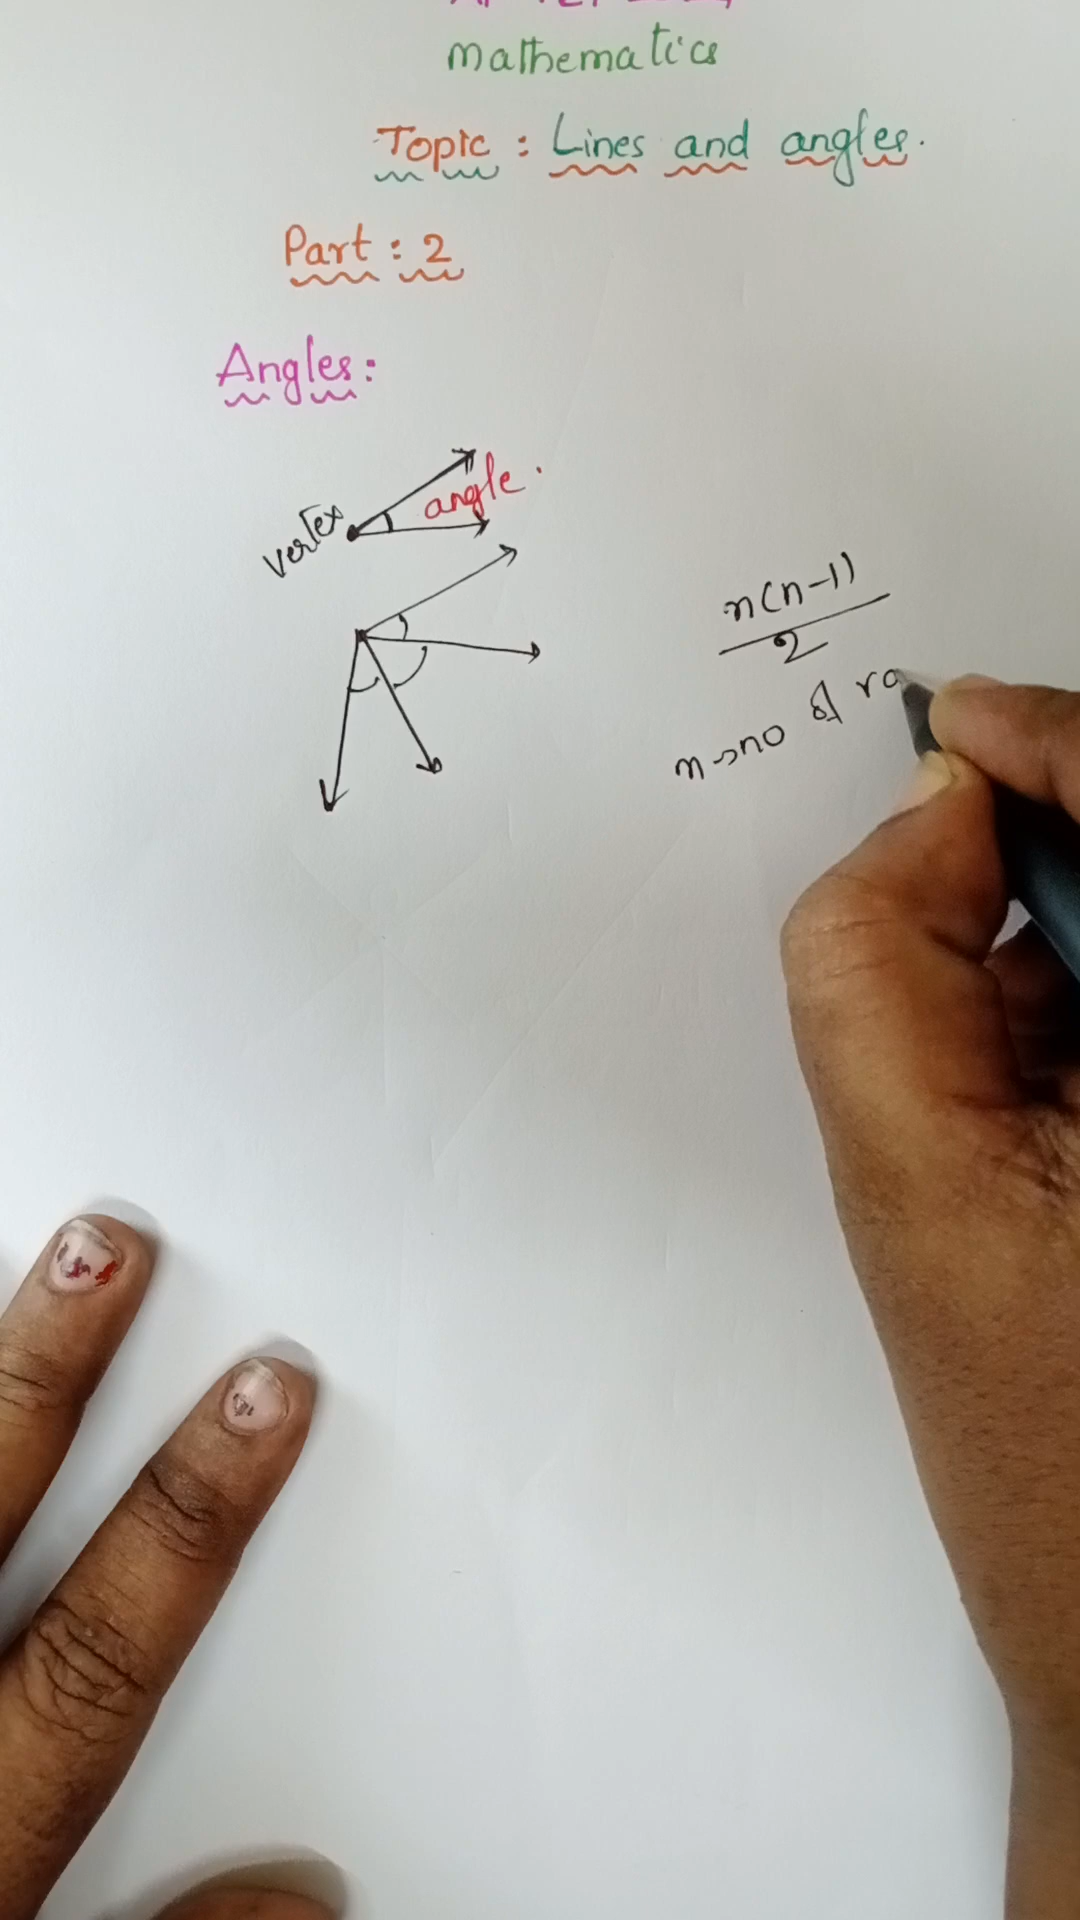 Mathematics
Topic : Lines and angles.
Part : 2
Angles:
angle.
vertex
n(n-1)
2
n→no of ra